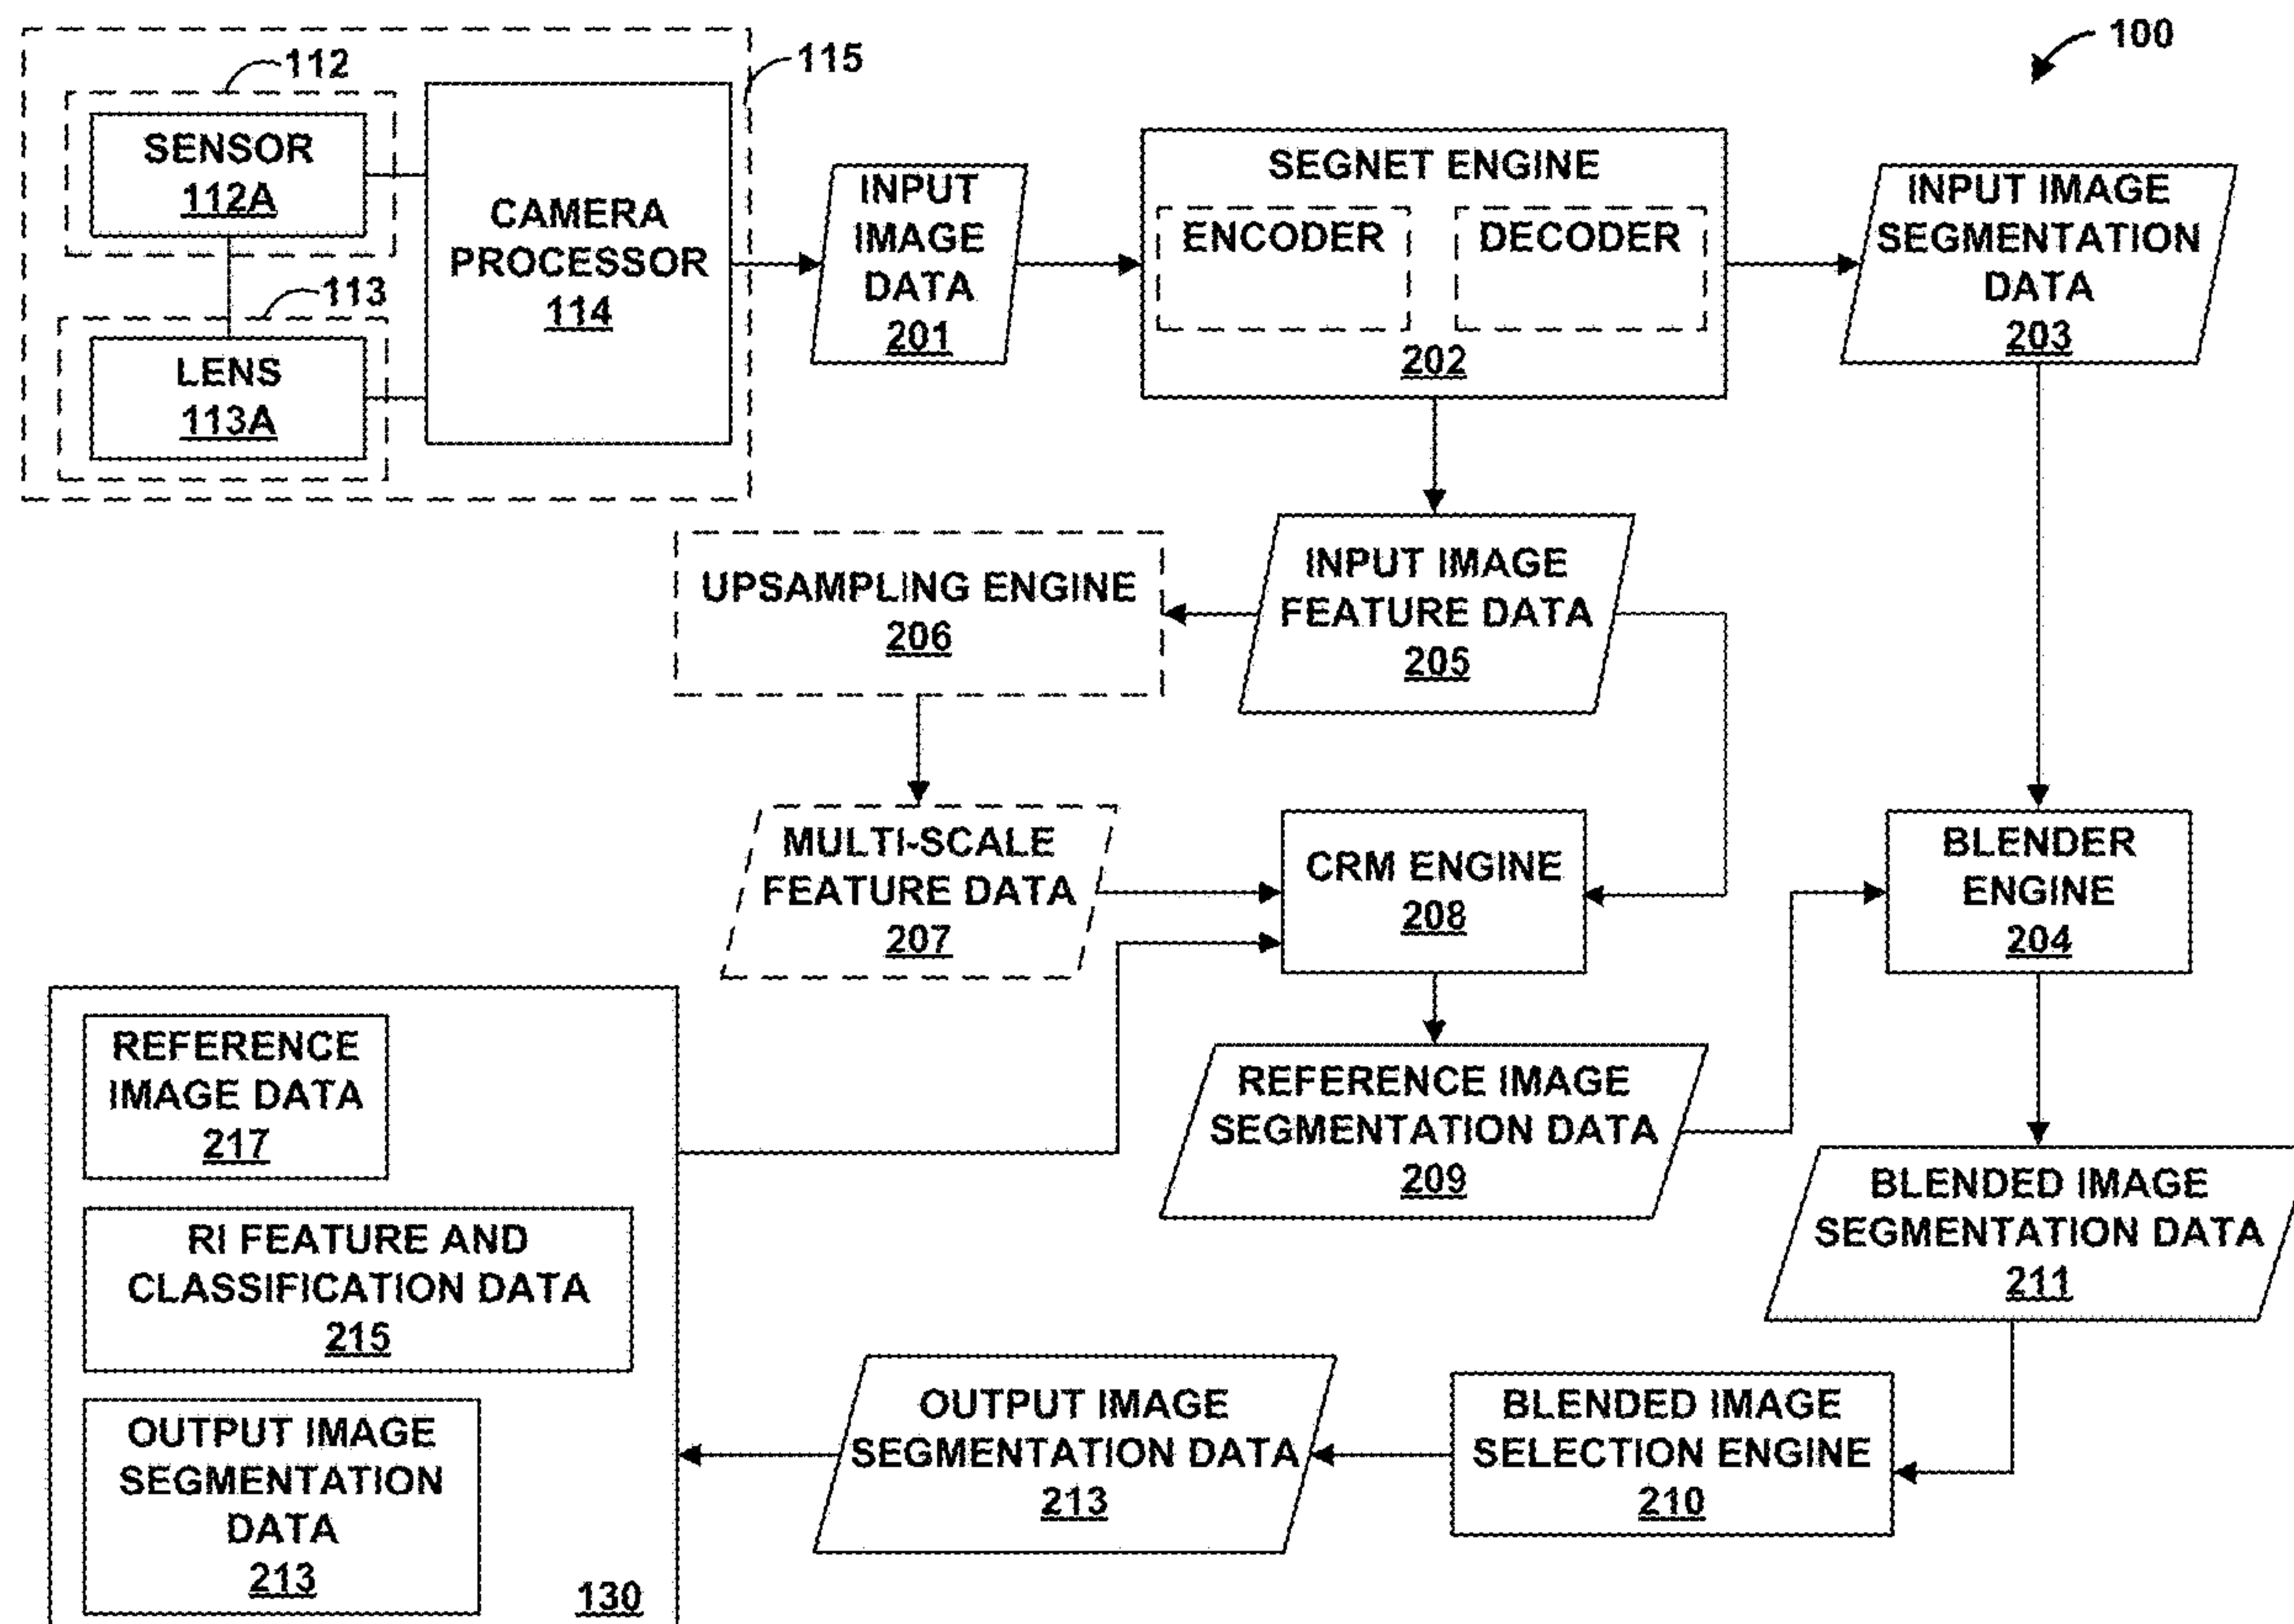 100
112
115
SENSOR
112A
113
LENS
113A
CAMERA
PROCESSOR
114
INPUT
IMAGE
DATA
201
SEGNET ENGINE
ENCODER
DECODER
202
INPUT IMAGE
SEGMENTATION
DATA
203
UPSAMPLING ENGINE
206
INPUT IMAGE
FEATURE DATA
205
MULTI-SCALE
FEATURE DATA
207
CRM ENGINE
208
BLENDER
ENGINE
204
REFERENCE
IMAGE DATA
217
REFERENCE IMAGE
SEGMENTATION DATA
209
BLENDED IMAGE
SEGMENTATION DATA
211
RI FEATURE AND
CLASSIFICATION DATA
215
OUTPUT IMAGE
SEGMENTATION
DATA
213
130
OUTPUT IMAGE
SEGMENTATION DATA
213
BLENDED IMAGE
SELECTION ENGINE
210